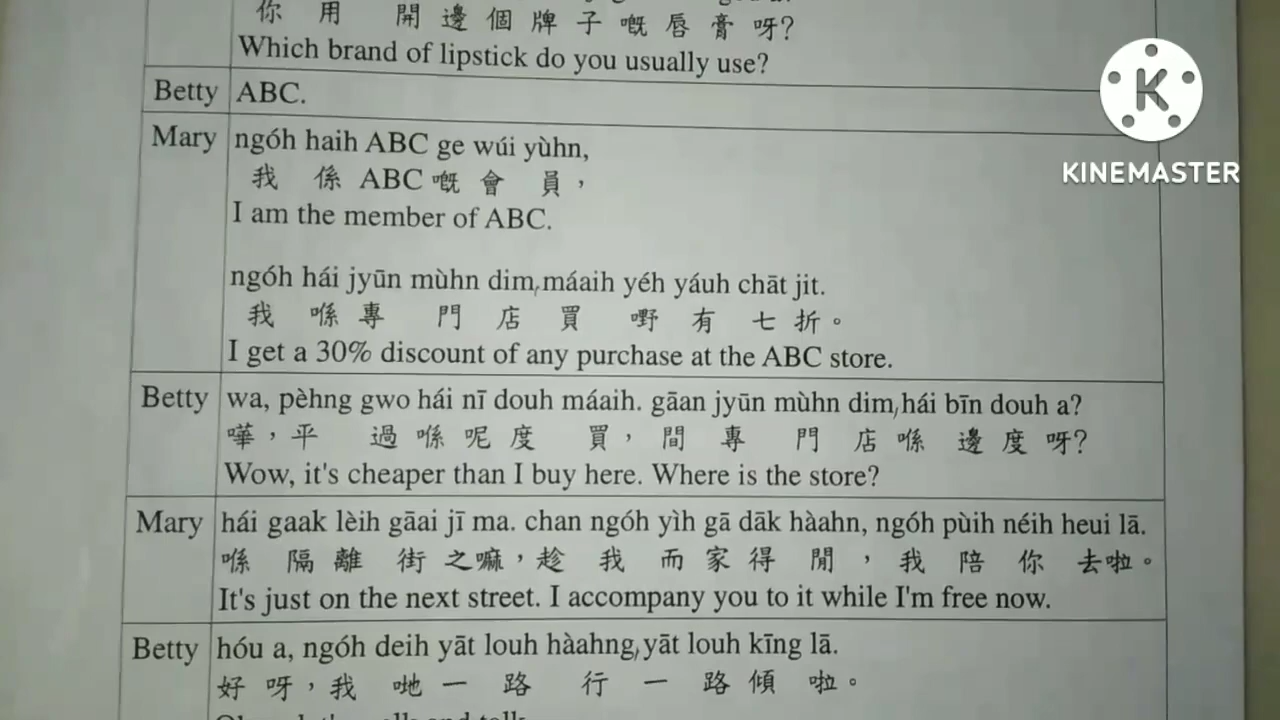 你 用 開 邊 個 牌 子 嘅 唇 膏 呀?
Which brand of lipstick do you usually use?
Betty ABC.
Mary ngóh haih ABC ge wúi yùhn,
我 係 ABC 嘅 會 員，
I am the member of ABC.
ngóh hái jyūn mùhn dim, máaih yéh yáuh chāt jit.
我 喺 專 門 店 買 嘢 有 七 折。
I get a 30% discount of any purchase at the ABC store.
Betty wa, pèhng gwo hái nī douh máaih. gāan jyūn mùhn dim, hái bīn douh a?
嘩，平 過 喺 呢 度 買，間 專 門 店 喺 邊 度 呀?
Wow, it's cheaper than I buy here. Where is the store?
Mary hái gaak lèih gāai jī ma. chan ngóh yìh gā dāk hàahn, ngóh pùih néih heui lā.
喺 隔 離 街 之 嘛，趁 我 而 家 得 閒，我 陪 你 去 啦。
It's just on the next street. I accompany you to it while I'm free now.
Betty hóu a, ngóh deih yāt louh hàahng, yāt louh kīng lā.
好 呀，我 哋 一 路 行 一 路 傾 啦。
K
KINEMASTER